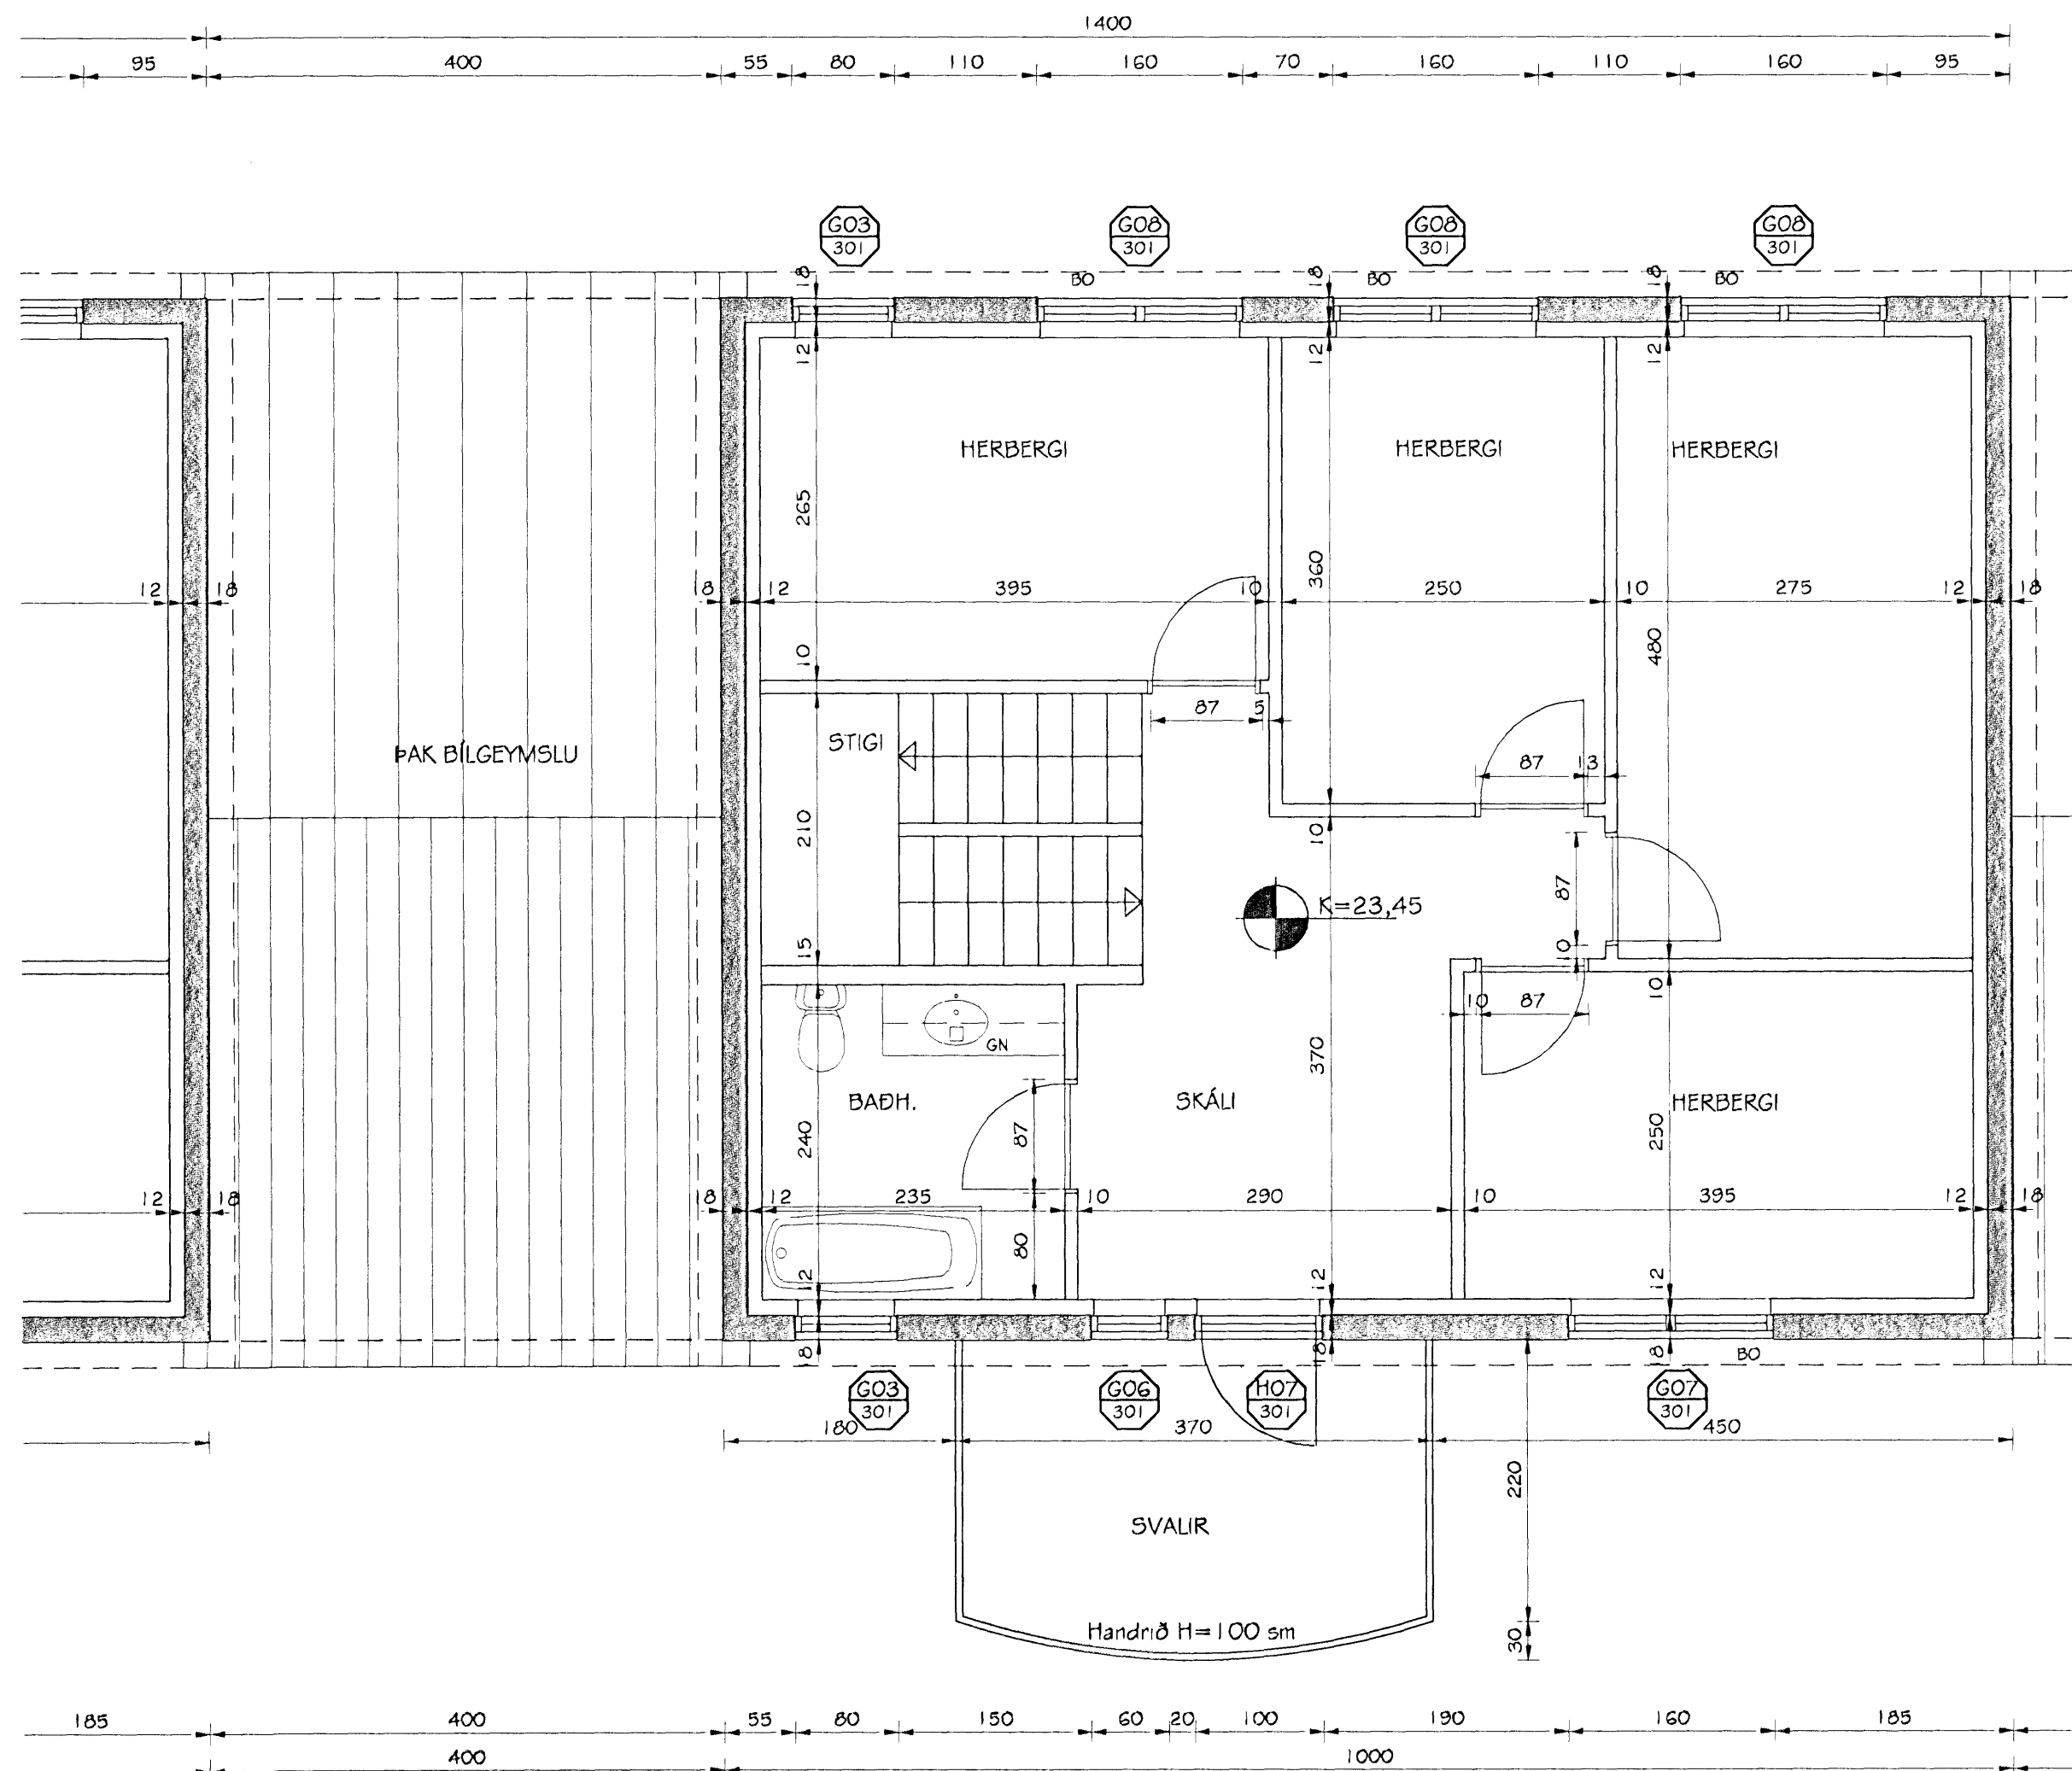 1400
95 400 55 80 110 160 70 160 110 160 95
G03 G08 G08 G08
301 301 301 301
BO BO BO
18 18 18
12 12 12
HERBERGI HERBERGI HERBERGI
265
360
12 18 18 12 395 10 250 10 275 12 18
480
10
87 5
STIGI
ÞAK BÍLGEYMSLU
87 13
210
10
87
K=23,45
15
10
10
10 87
GN
370
BAÐH. SKÁLI HERBERGI
240 87 250
12 18 18 12 235 10 290 10 395 12 18
80
12 12 12
18 18 18
BO
G03 G06 H07 G07
301 301 301 301
180 370 450
220
SVALIR
Handrið H=100 sm
30
185 400 55 80 150 60 20 100 190 160 185
400 1000